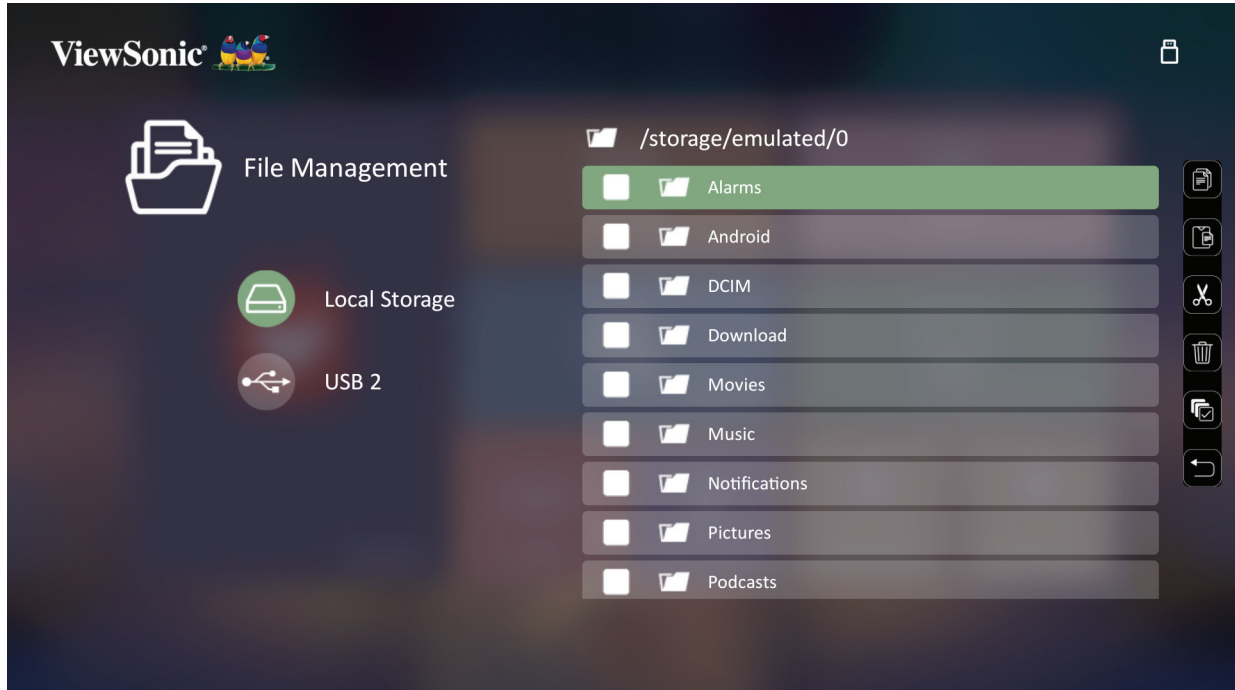 ViewSonic®
File Management
Local Storage
USB 2
/storage/emulated/0
Alarms
Android
DCIM
Download
Movies
Music
Notifications
Pictures
Podcasts